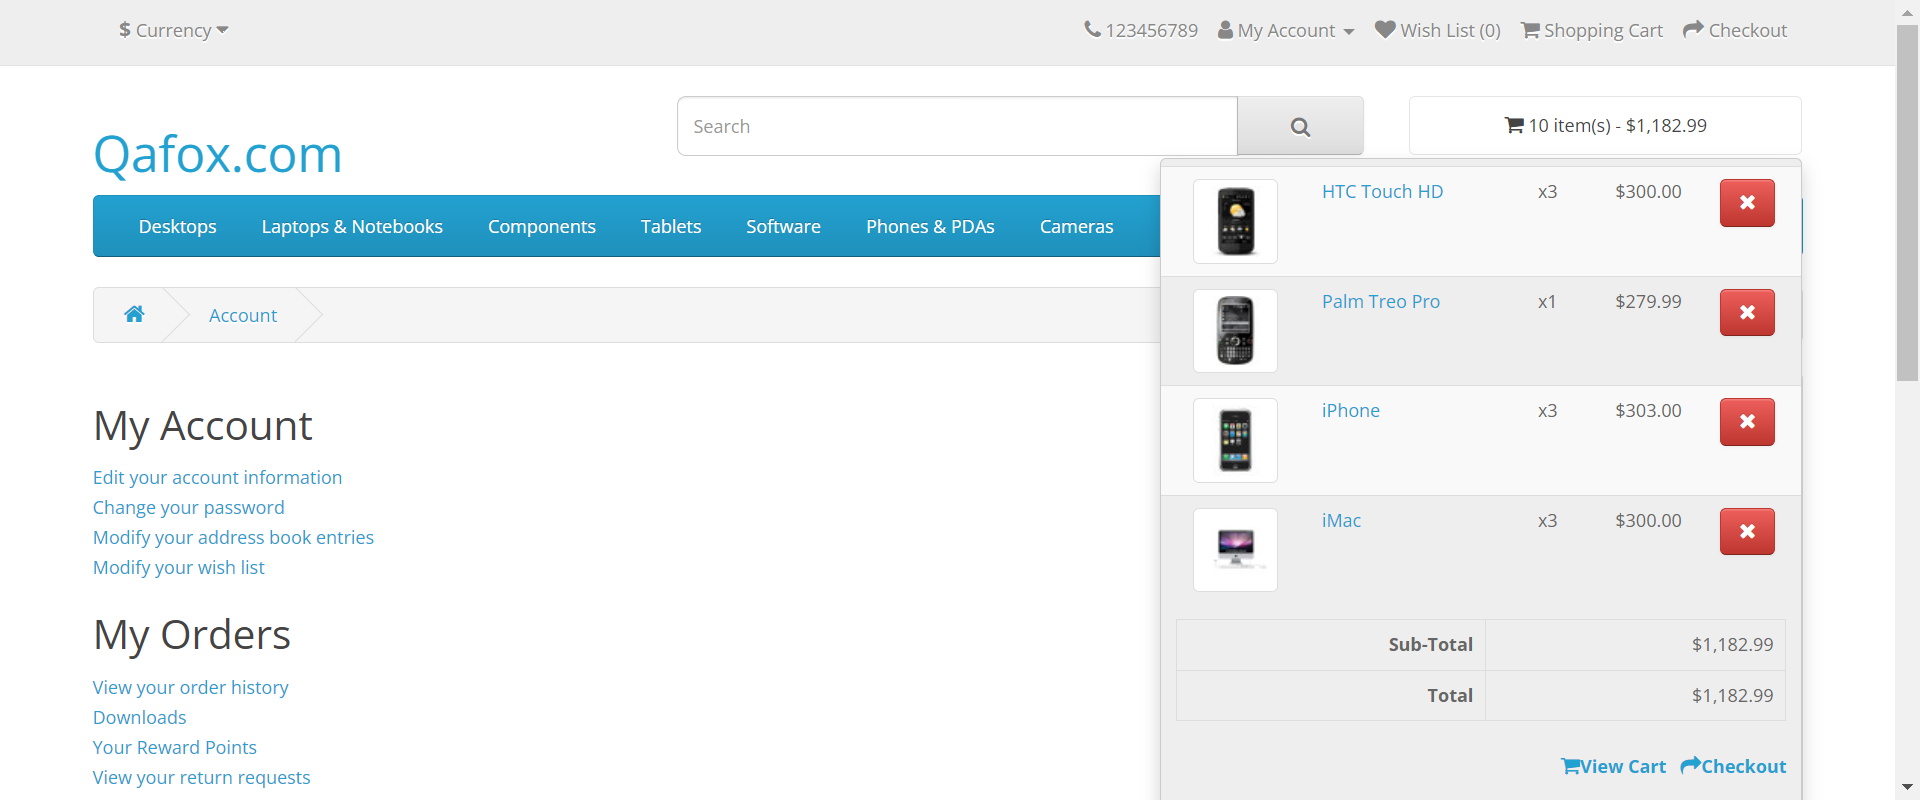 $ Currency
123456789 My Account Wish List (0) Shopping Cart Checkout
Search
10 item(s) - $1,182.99
Qafox.com
Desktops Laptops & Notebooks Components Tablets Software Phones & PDAs Cameras
HTC Touch HD x3 $300.00
Palm Treo Pro x1 $279.99
iPhone x3 $303.00
iMac x3 $300.00
Sub-Total $1,182.99
Total $1,182.99
View Cart Checkout
Account
My Account
Edit your account information
Change your password
Modify your address book entries
Modify your wish list
My Orders
View your order history
Downloads
Your Reward Points
View your return requests